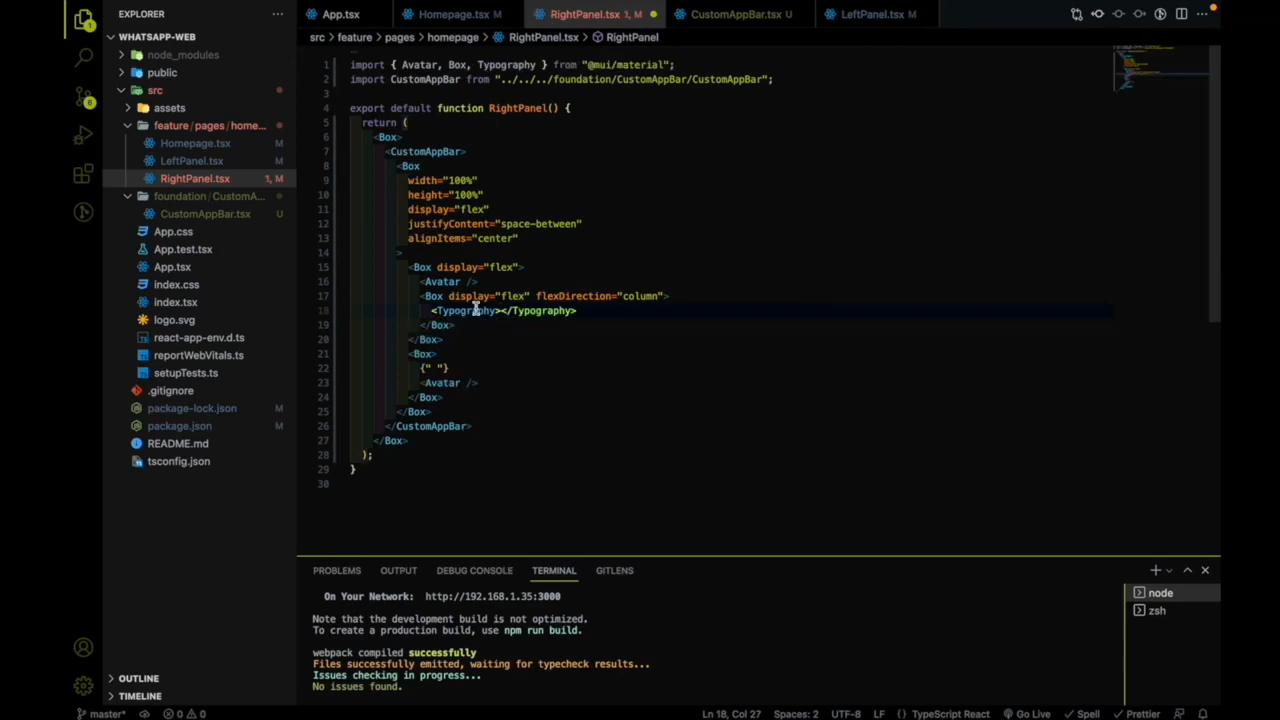 EXPLORER
WHATSAPP-WEB
node_modules
public
src
assets
feature / pages / home...
Homepage.tsx M
LeftPanel.tsx M
RightPanel.tsx 1, M
foundation / CustomA...
CustomAppBar.tsx U
App.css
App.test.tsx
App.tsx
index.css
index.tsx
logo.svg
react-app-env.d.ts
reportWebVitals.ts
setupTests.ts
.gitignore
package-lock.json M
package.json M
README.md
tsconfig.json
OUTLINE
TIMELINE
App.tsx
Homepage.tsx M
RightPanel.tsx 1, M
CustomAppBar.tsx U
LeftPanel.tsx M
src > feature > pages > homepage > RightPanel.tsx > RightPanel
1 import { Avatar, Box, Typography } from "@mui/material";
2 import CustomAppBar from "../../../foundation/CustomAppBar/CustomAppBar";
3
4 export default function RightPanel() {
5 return (
6 <Box>
7 <CustomAppBar>
8 <Box
9 width="100%"
10 height="100%"
11 display="flex"
12 justifyContent="space-between"
13 alignItems="center"
14 >
15 <Box display="flex">
16 <Avatar />
17 <Box display="flex" flexDirection="column">
18 <Typography></Typography>
19 </Box>
20 </Box>
21 <Box>
22 {" "}
23 <Avatar />
24 </Box>
25 </Box>
26 </CustomAppBar>
27 </Box>
28 );
29 }
30
PROBLEMS OUTPUT DEBUG CONSOLE TERMINAL GITLENS
On Your Network: http://192.168.1.35:3000
Note that the development build is not optimized.
To create a production build, use npm run build.
webpack compiled successfully
Files successfully emitted, waiting for typecheck results...
Issues checking in progress...
No issues found.
node
zsh
1
6
master* 0 0 Ln 18, Col 27 Spaces: 2 UTF-8 LF {} TypeScript React Go Live Spell Prettier